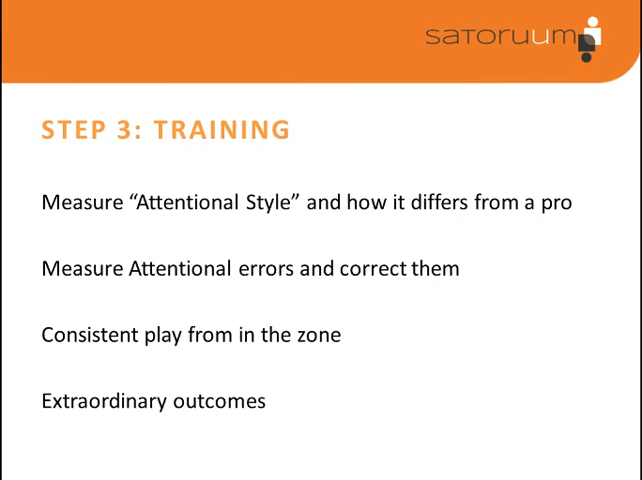 satoruum
STEP 3: TRAINING
Measure “Attentional Style” and how it differs from a pro
Measure Attentional errors and correct them
Consistent play from in the zone
Extraordinary outcomes